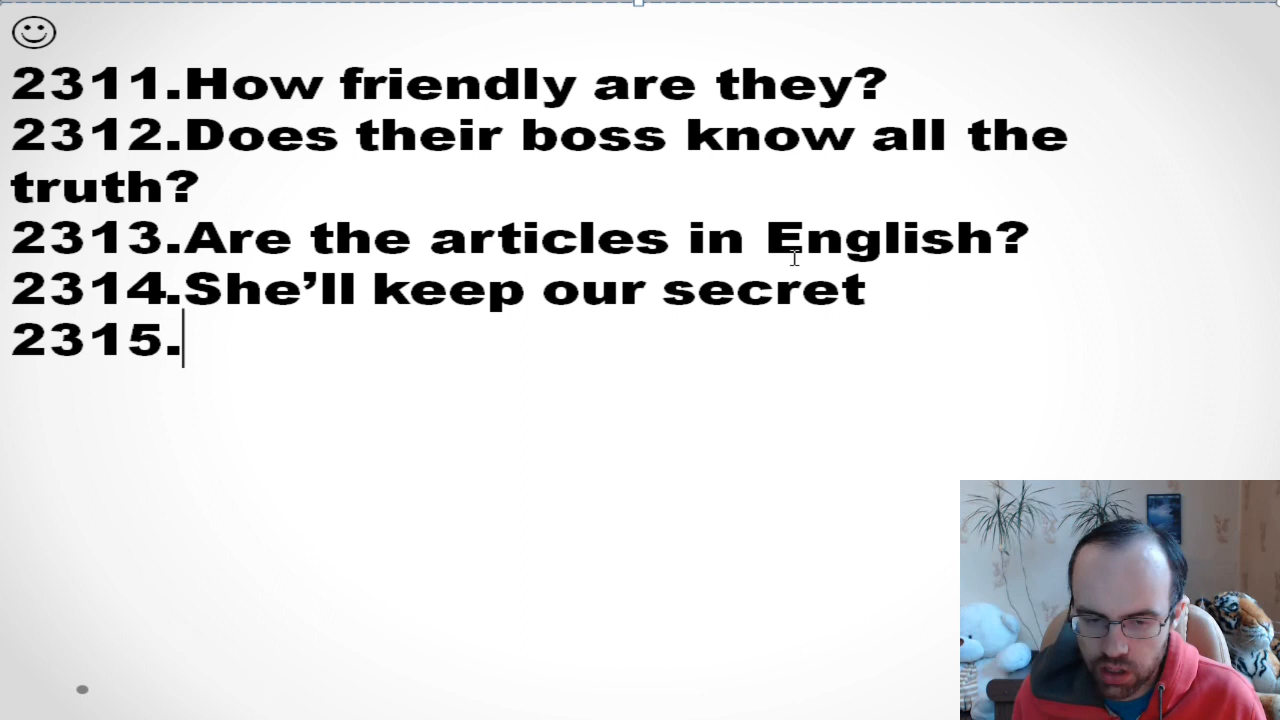 2311.How friendly are they?
2312.Does their boss know all the
truth?
2313.Are the articles in English?
2314.She’ll keep our secret
2315.